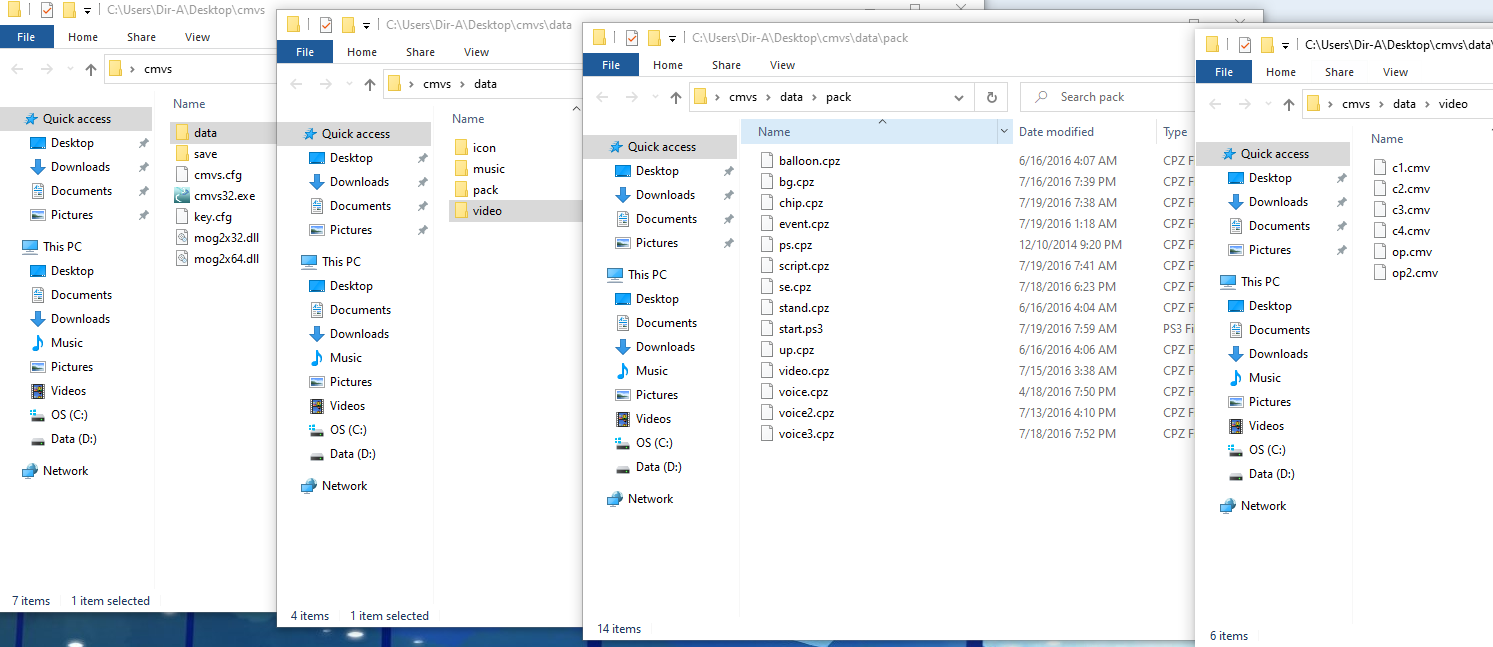 C:\Users\Dir-A\Desktop\cmvs
File Home Share View
cmvs
Name
Quick access
Desktop
Downloads
Documents
Pictures
This PC
Desktop
Documents
Downloads
Music
Pictures
Videos
OS (C:)
Data (D:)
Network
data
save
cmvs.cfg
cmvs32.exe
key.cfg
mog2x32.dll
mog2x64.dll
7 items 1 item selected
C:\Users\Dir-A\Desktop\cmvs\data
File Home Share View
cmvs data
Name
Quick access
Desktop
Downloads
Documents
Pictures
This PC
Desktop
Documents
Downloads
Music
Pictures
Videos
OS (C:)
Data (D:)
Network
icon
music
pack
video
4 items 1 item selected
C:\Users\Dir-A\Desktop\cmvs\data\pack
File Home Share View
cmvs data pack
Search pack
Name Date modified Type
Quick access
Desktop
Downloads
Documents
Pictures
This PC
Desktop
Documents
Downloads
Music
Pictures
Videos
OS (C:)
Data (D:)
Network
balloon.cpz 6/16/2016 4:07 AM CPZ F
bg.cpz 7/16/2016 7:39 PM CPZ F
chip.cpz 7/19/2016 7:38 AM CPZ F
event.cpz 7/19/2016 1:18 AM CPZ F
ps.cpz 12/10/2014 9:20 PM CPZ F
script.cpz 7/19/2016 7:41 AM CPZ F
se.cpz 7/18/2016 6:23 PM CPZ F
stand.cpz 6/16/2016 4:04 AM CPZ F
start.ps3 7/19/2016 7:59 AM PS3 Fi
up.cpz 6/16/2016 4:06 AM CPZ F
video.cpz 7/15/2016 3:38 AM CPZ F
voice.cpz 4/18/2016 7:50 PM CPZ F
voice2.cpz 7/13/2016 4:10 PM CPZ F
voice3.cpz 7/18/2016 7:52 PM CPZ F
14 items
C:\Users\Dir-A\Desktop\cmvs\data\
File Home Share View
cmvs data video
Name
Quick access
Desktop
Downloads
Documents
Pictures
This PC
Desktop
Documents
Downloads
Music
Pictures
Videos
OS (C:)
Data (D:)
Network
c1.cmv
c2.cmv
c3.cmv
c4.cmv
op.cmv
op2.cmv
6 items